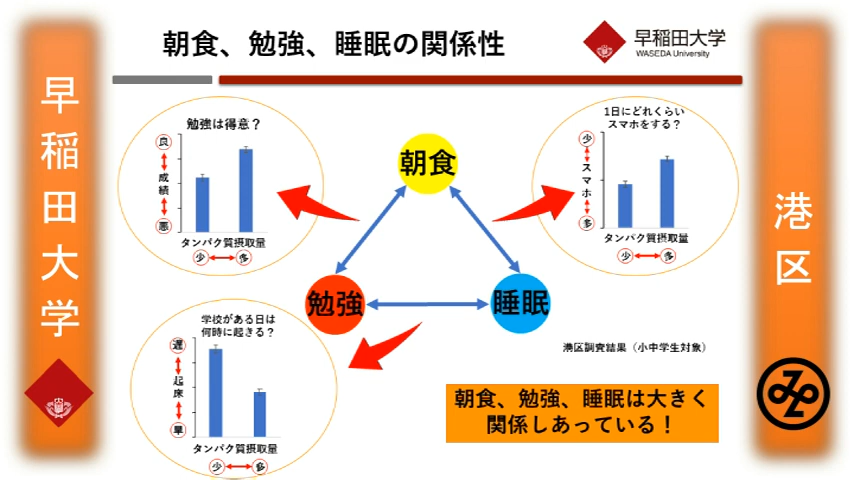 朝食、勉強、睡眠の関係性
早稲田大学
WASEDA University
早稲田大学
港区
勉強は得意？
良
成績
悪
タンパク質摂取量
少
多
朝食
勉強
睡眠
1日にどれくらい
スマホをする？
少
スマホ
多
タンパク質摂取量
少
多
学校がある日は
何時に起きる？
遅
起床
早
タンパク質摂取量
少
多
港区調査結果（小中学生対象）
朝食、勉強、睡眠は大きく
関係しあっている！